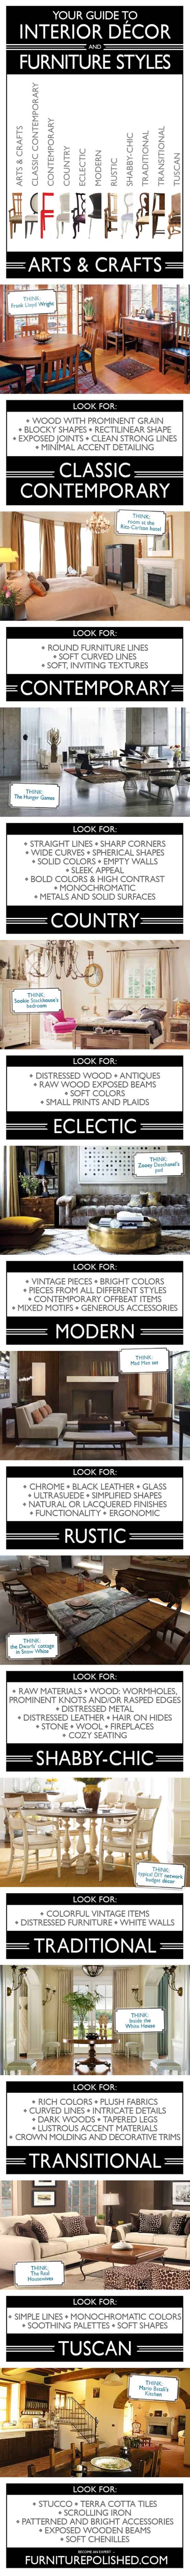 YOUR GUIDE TO
INTERIOR DÉCOR
AND
FURNITURE STYLES
ARTS & CRAFTS
CLASSIC CONTEMPORARY
CONTEMPORARY
COUNTRY
ECLECTIC
MODERN
RUSTIC
SHABBY-CHIC
TRADITIONAL
TRANSITIONAL
TUSCAN
ARTS & CRAFTS
THINK:
Frank Lloyd Wright
LOOK FOR:
• WOOD WITH PROMINENT GRAIN
• BLOCKY SHAPES • RECTILINEAR SHAPE
• EXPOSED JOINTS • CLEAN STRONG LINES
• MINIMAL ACCENT DETAILING
CLASSIC
CONTEMPORARY
THINK:
room at the
Ritz-Carlton hotel
LOOK FOR:
• ROUND FURNITURE LINES
• SOFT CURVED LINES
• SOFT, INVITING TEXTURES
CONTEMPORARY
THINK:
The Hunger Games
LOOK FOR:
• STRAIGHT LINES • SHARP CORNERS
• WIDE CURVES • SPHERICAL SHAPES
• SOLID COLORS • EMPTY WALLS
• SLEEK APPEAL
• BOLD COLORS & HIGH CONTRAST
• MONOCHROMATIC
• METALS AND SOLID SURFACES
COUNTRY
THINK:
Sookie Stackhouse's
bedroom
LOOK FOR:
• DISTRESSED WOOD • ANTIQUES
• RAW WOOD EXPOSED BEAMS
• SOFT COLORS
• SMALL PRINTS AND PLAIDS
ECLECTIC
THINK:
Zooey Deschanel's
pad
LOOK FOR:
• VINTAGE PIECES • BRIGHT COLORS
• PIECES FROM ALL DIFFERENT STYLES
• CONTEMPORARY OFFBEAT ITEMS
• MIXED MOTIFS • GENEROUS ACCESSORIES
MODERN
THINK:
Mad Men set
LOOK FOR:
• CHROME • BLACK LEATHER • GLASS
• ULTRASUEDE • SIMPLIFIED SHAPES
• NATURAL OR LACQUERED FINISHES
• FUNCTIONALITY • ERGONOMIC
RUSTIC
THINK:
the Dwarfs' cottage
in Snow White
LOOK FOR:
• RAW MATERIALS • WOOD: WORMHOLES,
PROMINENT KNOTS AND/OR RASPED EDGES
• DISTRESSED METAL
• DISTRESSED LEATHER • HAIR ON HIDES
• STONE • WOOL • FIREPLACES
• COZY SEATING
SHABBY-CHIC
THINK:
typical DIY network
budget décor
LOOK FOR:
• COLORFUL VINTAGE ITEMS
• DISTRESSED FURNITURE • WHITE WALLS
TRADITIONAL
THINK:
Inside the
White House
LOOK FOR:
• RICH COLORS • PLUSH FABRICS
• CURVED LINES • INTRICATE DETAILS
• DARK WOODS • TAPERED LEGS
• LUSTROUS ACCENT MATERIALS
• CROWN MOLDING AND DECORATIVE TRIMS
TRANSITIONAL
THINK:
The Real
Housewives
LOOK FOR:
• SIMPLE LINES • MONOCHROMATIC COLORS
• SOOTHING PALETTES • SOFT SHAPES
TUSCAN
THINK:
Mario Batali's
Kitchen
LOOK FOR:
• STUCCO • TERRA COTTA TILES
• SCROLLING IRON
• PATTERNED AND BRIGHT ACCESSORIES
• EXPOSED WOODEN BEAMS
• SOFT CHENILLES
BECOME AN EXPERT —
FURNITUREPOLISHED.COM